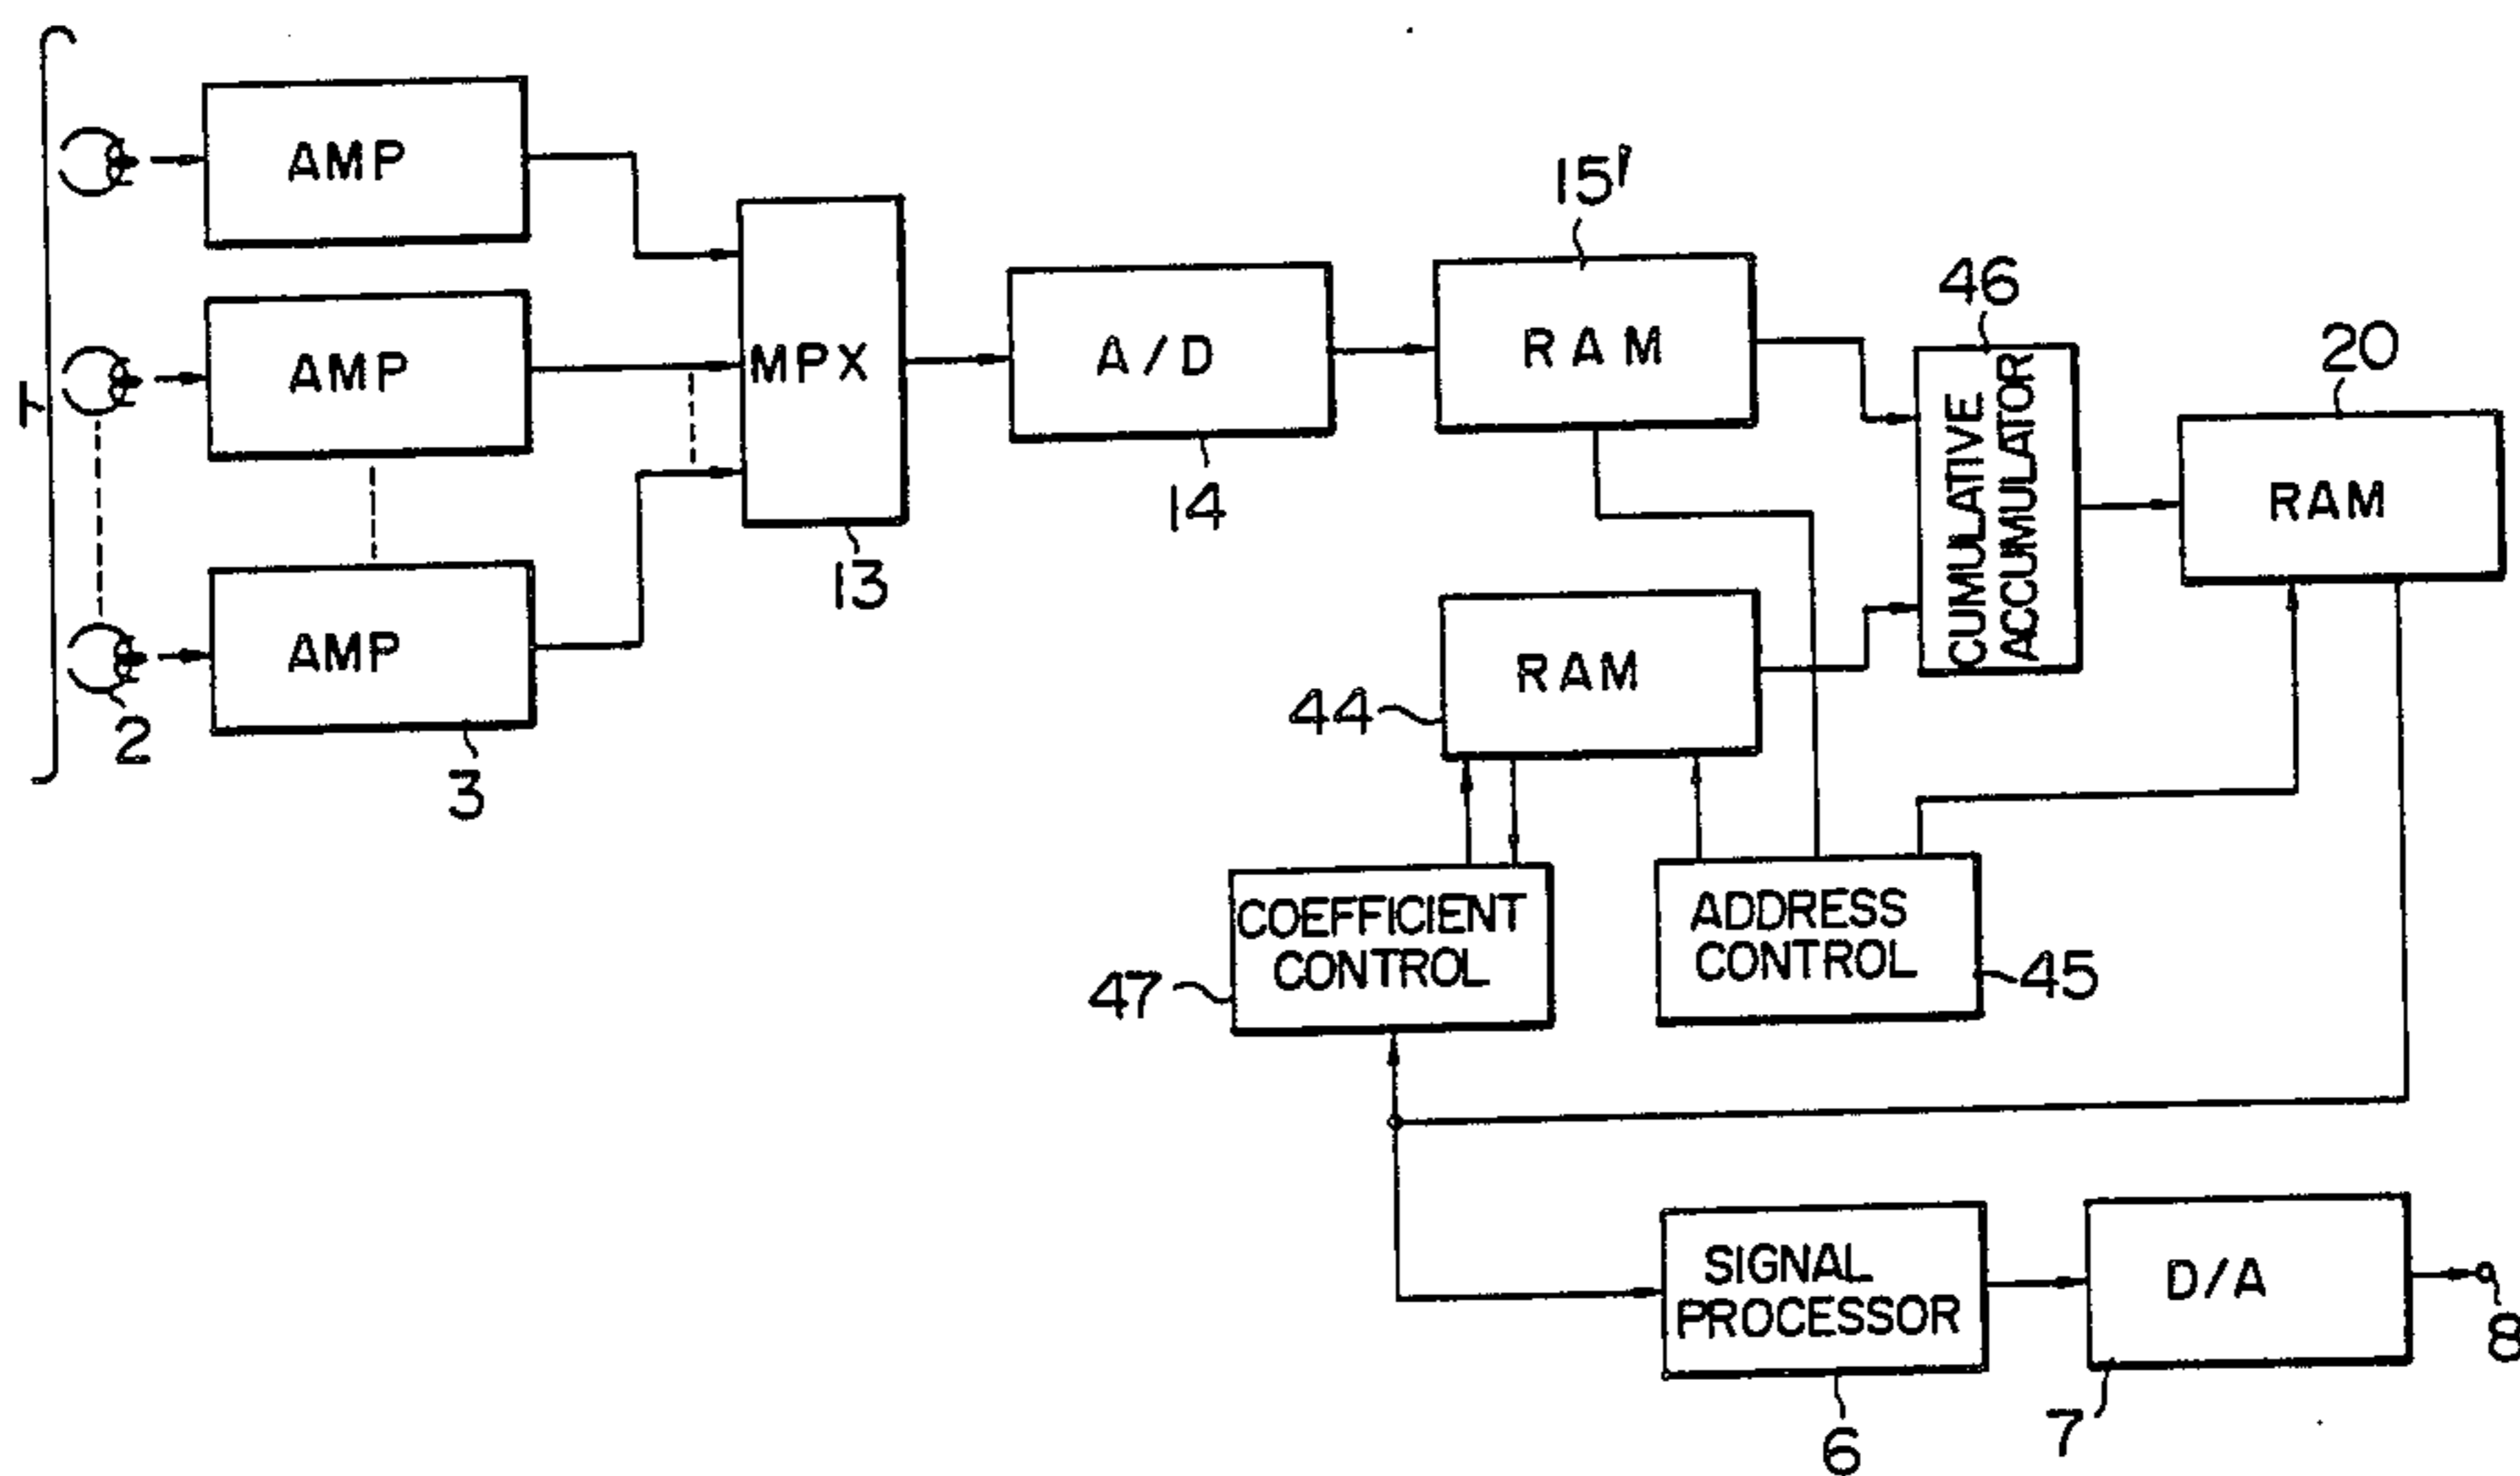 AMP
15'
AMP
MPX
A/D
RAM
46
CUMULATIVE
ACCUMULATOR
20
RAM
1
14
13
AMP
2
3
RAM
44
COEFFICIENT
CONTROL
47
ADDRESS
CONTROL
45
SIGNAL
PROCESSOR
6
D/A
7
8